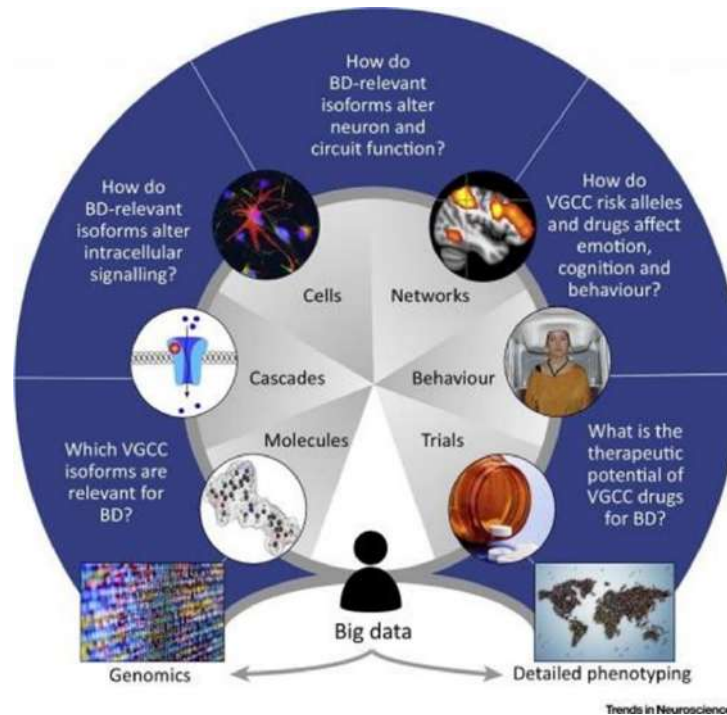 How do
BD-relevant
isoforms alter
neuron and
circuit function?
How do
BD-relevant
isoforms alter
intracellular
signalling?
How do
VGCC risk alleles
and drugs affect
emotion,
cognition and
behaviour?
Cells
Networks
Cascades
Behaviour
Molecules
Trials
Which VGCC
isoforms are
relevant for
BD?
What is the
therapeutic
potential of
VGCC drugs
for BD?
Big data
Genomics
Detailed phenotyping
Trends in Neuroscience